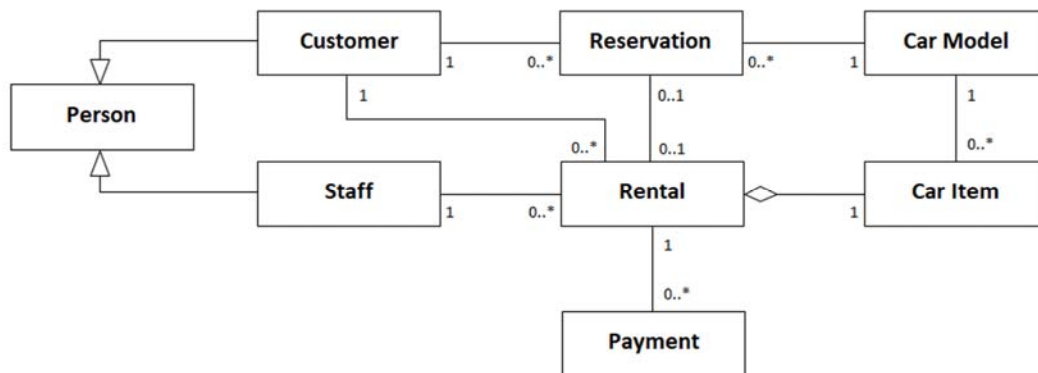 Customer
Reservation
Car Model
1
0..*
0..*
1
Person
1
0..1
1
0..*
0..1
0..*
Staff
Rental
Car Item
1
0..*
1
1
0..*
Payment